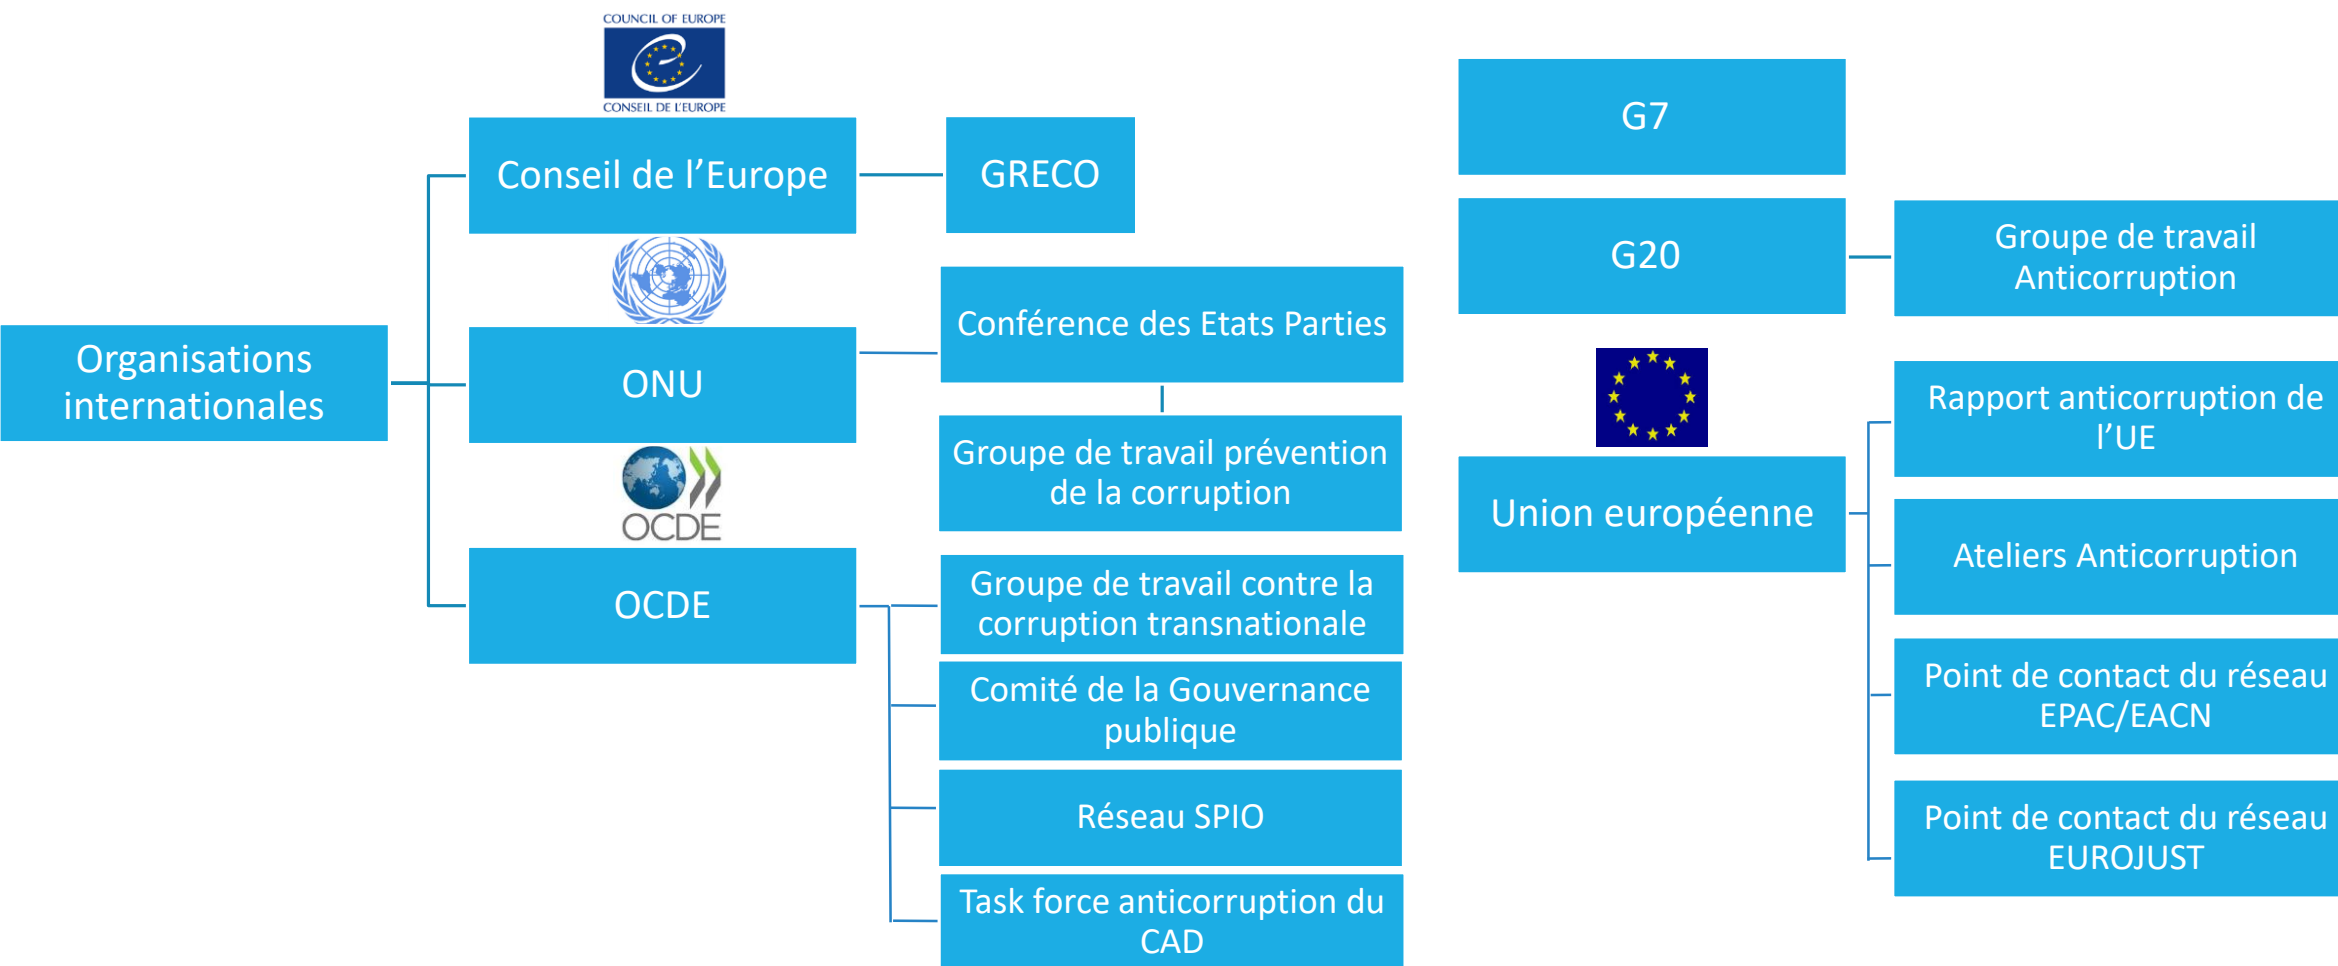 Organisations
internationales
COUNCIL OF EUROPE
CONSEIL DE L'EUROPE
Conseil de l’Europe
GRECO
ONU
Conférence des Etats Parties
Groupe de travail prévention
de la corruption
OCDE
OCDE
Groupe de travail contre la
corruption transnationale
Comité de la Gouvernance
publique
Réseau SPIO
Task force anticorruption du
CAD
G7
G20
Groupe de travail
Anticorruption
Union européenne
Rapport anticorruption de
l’UE
Ateliers Anticorruption
Point de contact du réseau
EPAC/EACN
Point de contact du réseau
EUROJUST